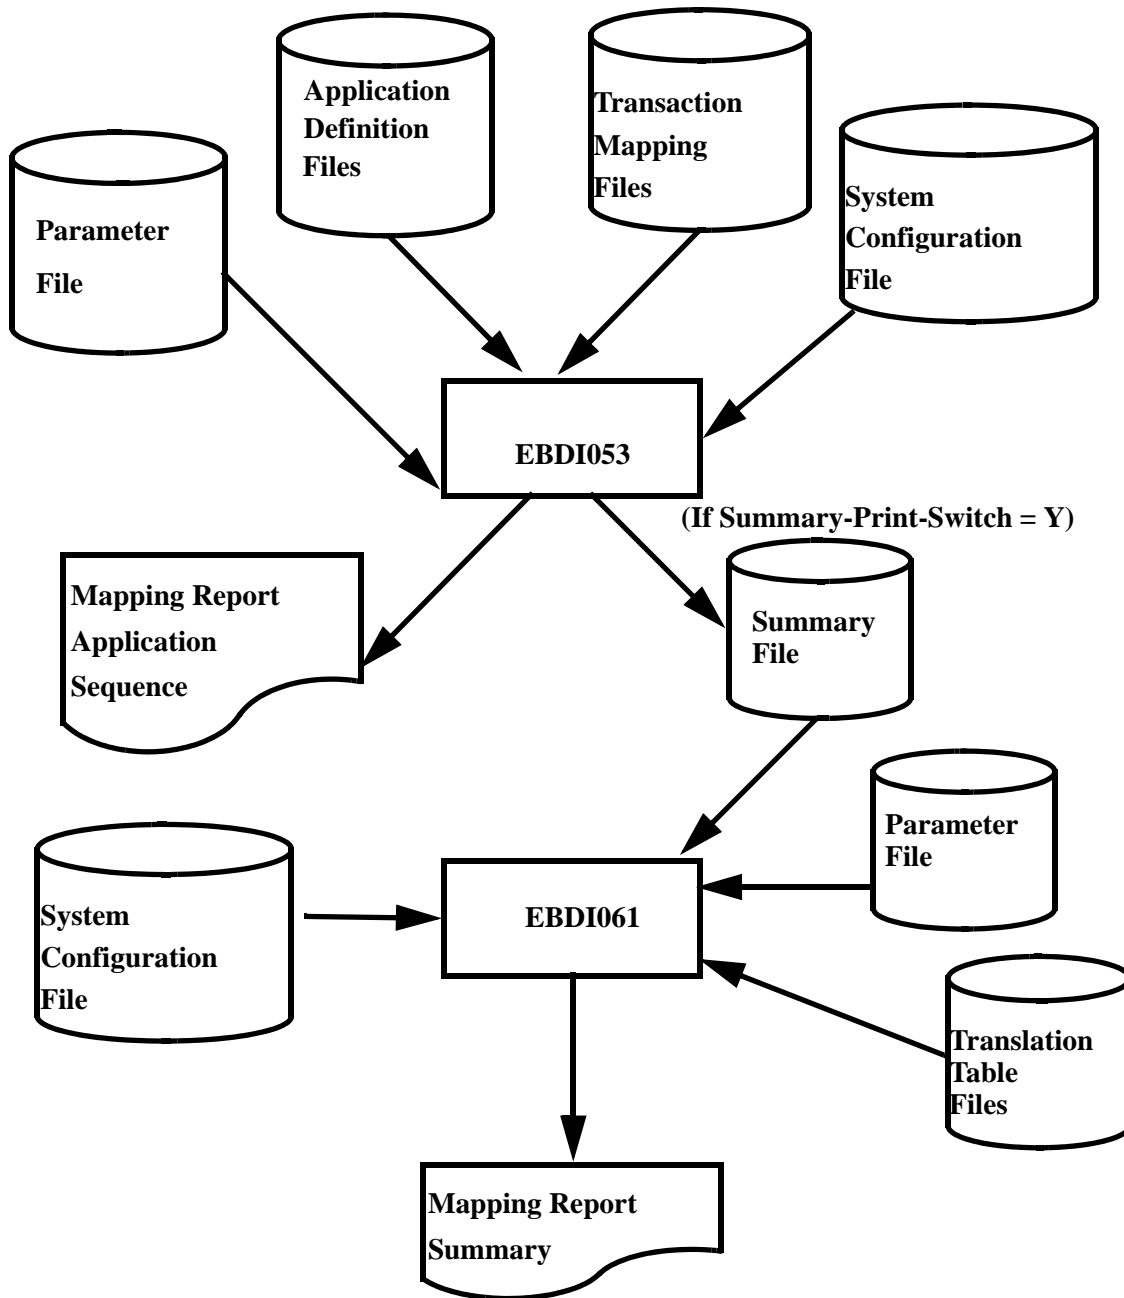 Application
Definition
Files
Transaction
Mapping
Files
Parameter
File
System
Configuration
File
EBDI053
(If Summary-Print-Switch = Y)
Mapping Report
Application
Sequence
Summary
File
Parameter
File
System
Configuration
File
EBDI061
Translation
Table
Files
Mapping Report
Summary